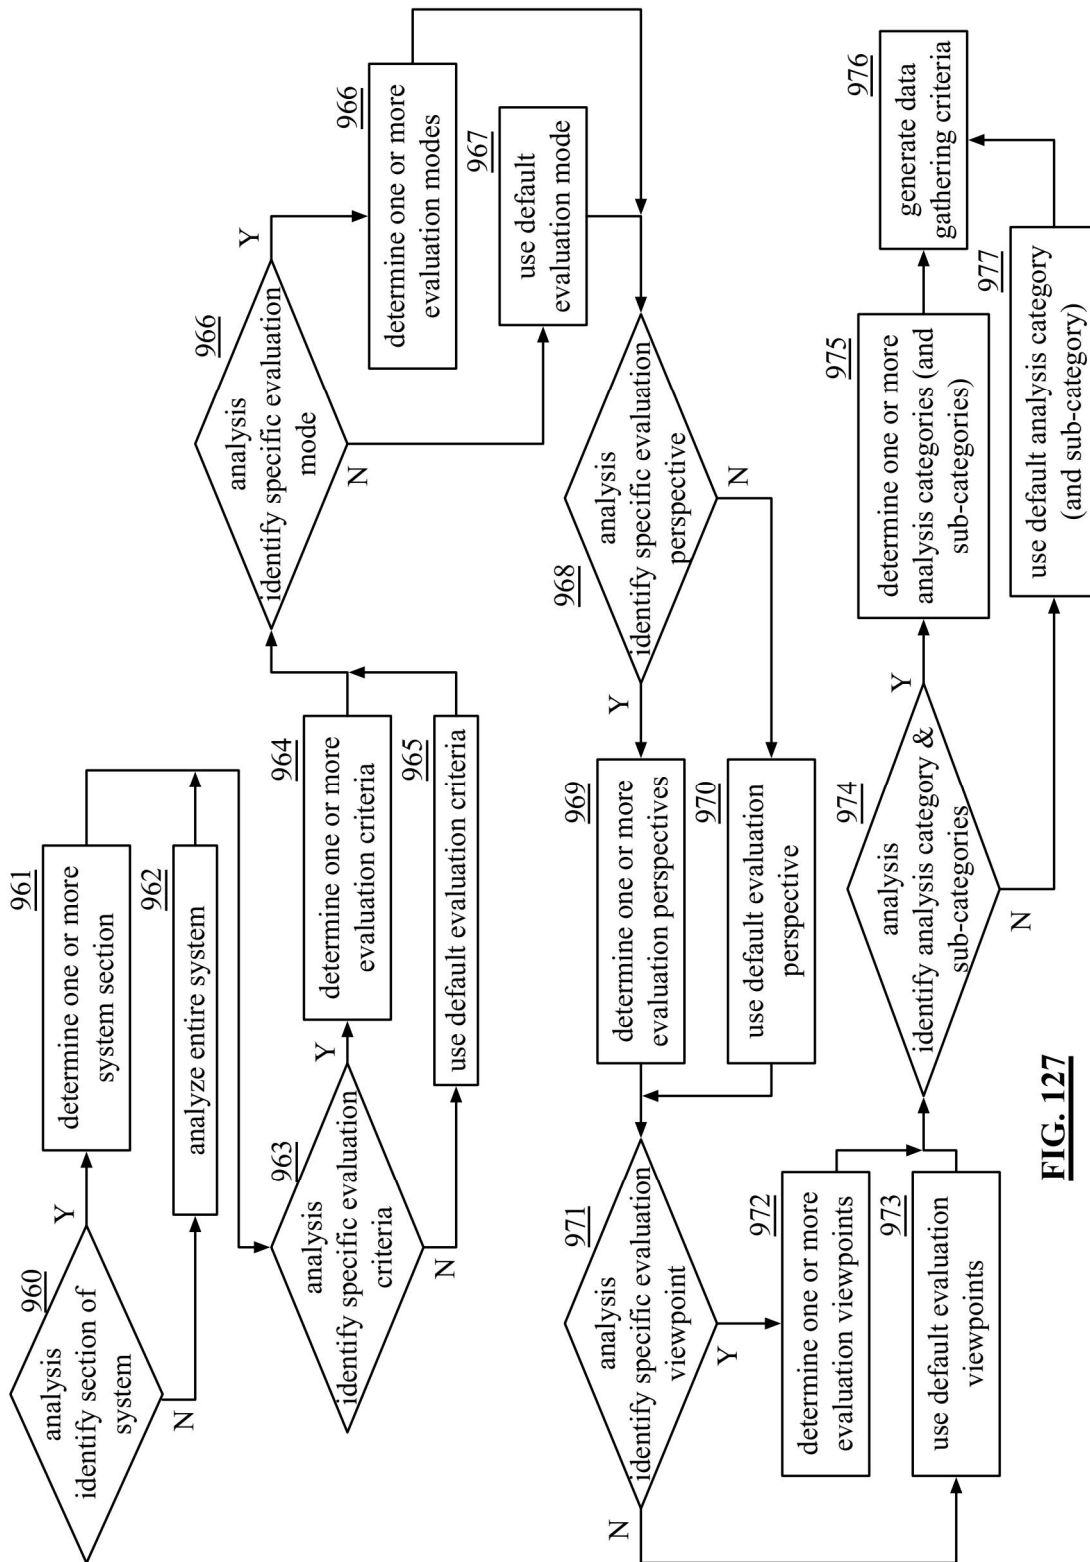 960
analysis
identify section of
system
Y
N
961
determine one or more
system section
962
analyze entire system
963
analysis
identify specific evaluation
criteria
Y
N
964
determine one or more
evaluation criteria
965
use default evaluation criteria
966
analysis
identify specific evaluation
mode
Y
N
966
determine one or more
evaluation modes
967
use default
evaluation mode
968
analysis
identify specific evaluation
perspective
Y
N
969
determine one or more
evaluation perspectives
970
use default evaluation
perspective
971
analysis
identify specific evaluation
viewpoint
Y
N
972
determine one or more
evaluation viewpoints
973
use default evaluation
viewpoints
974
analysis
identify analysis category &
sub-categories
Y
N
975
determine one or more
analysis categories (and
sub-categories)
976
generate data
gathering criteria
977
use default analysis category
(and sub-category)
FIG. 127